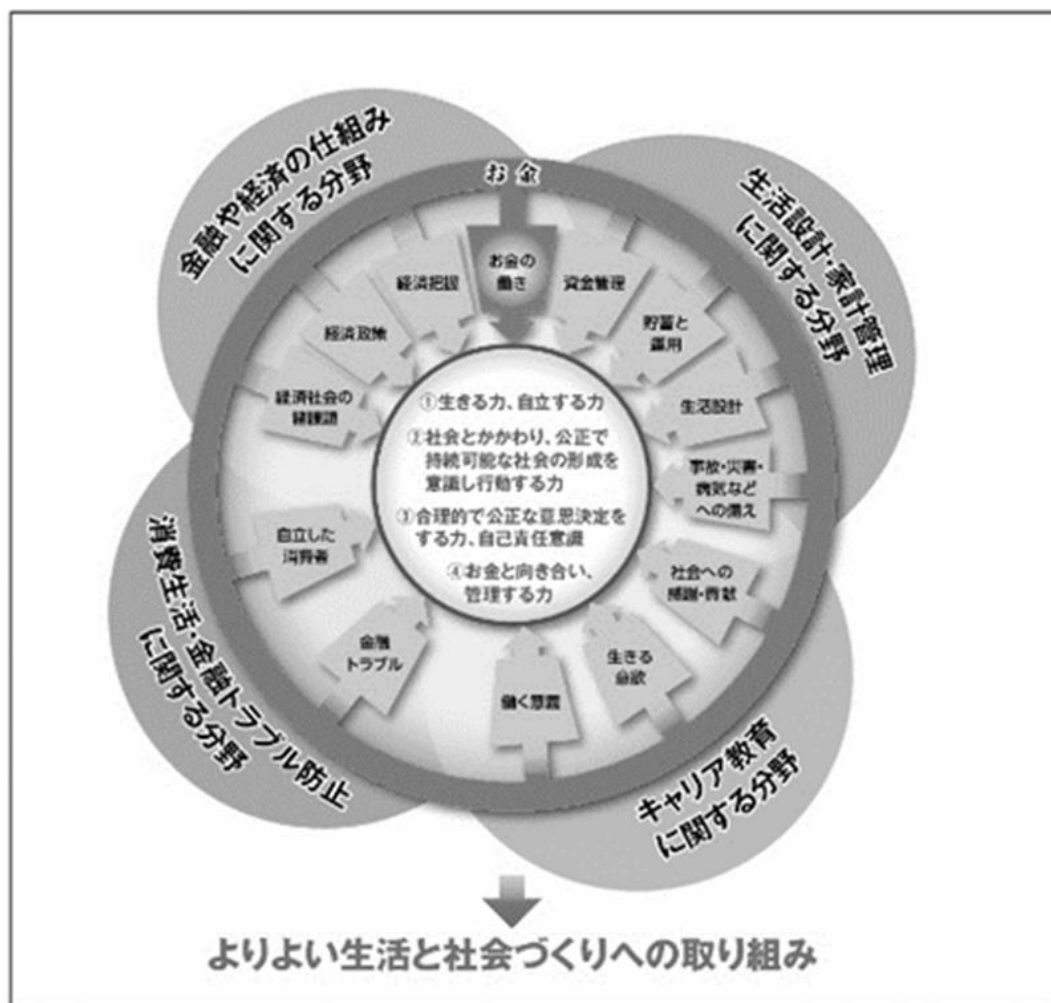 金融や経済の仕組み
に関する分野
生活設計・家計管理
に関する分野
お金
お金の
働き
経済把握
資金管理
経済政策
貯蓄と
運用
経済社会の
諸課題
生活設計
事故・災害・
病気など
への備え
①生きる力、自立する力
②社会とかかわり、公正で
持続可能な社会の形成を
意識し行動する力
③合理的で公正な意思決定を
する力、自己責任意識
④お金と向き合い、
管理する力
自立した
消費者
社会への
感謝・貢献
金融
トラブル
生きる
意欲
働く意義
消費生活・金融トラブル防止
に関する分野
キャリア教育
に関する分野
よりよい生活と社会づくりへの取り組み